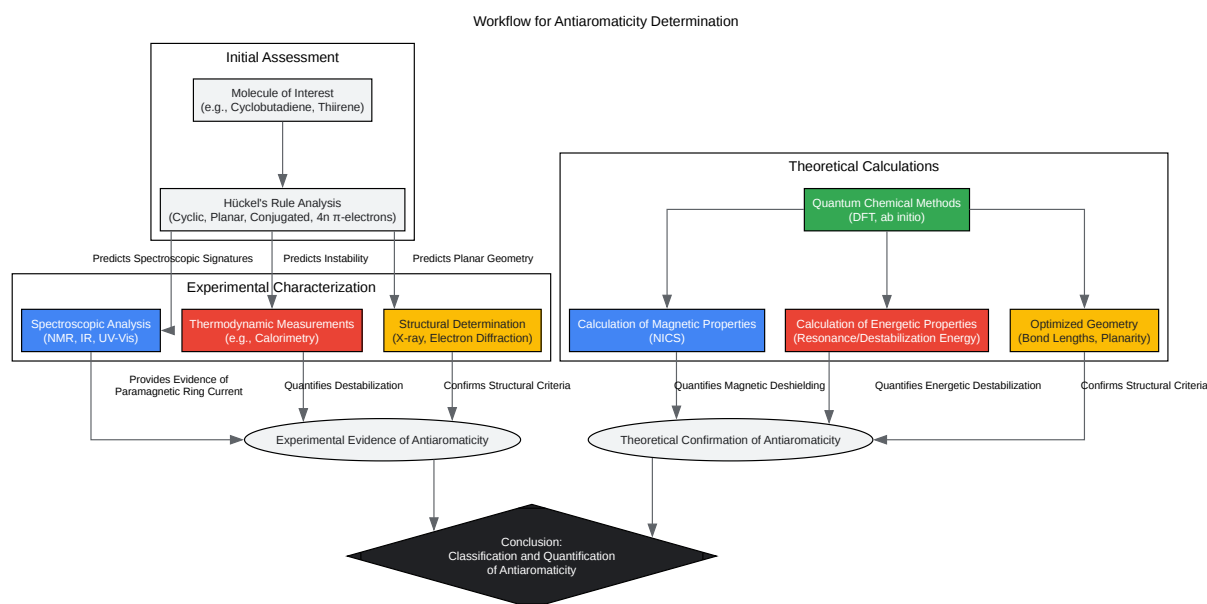 Workflow for Antiaromaticity Determination
Initial Assessment
Molecule of Interest
(e.g., Cyclobutadiene, Thiirene)
Hückel's Rule Analysis
(Cyclic, Planar, Conjugated, 4n π-electrons)
Predicts Spectroscopic Signatures
Predicts Instability
Predicts Planar Geometry
Experimental Characterization
Spectroscopic Analysis
(NMR, IR, UV-Vis)
Thermodynamic Measurements
(e.g., Calorimetry)
Structural Determination
(X-ray, Electron Diffraction)
Provides Evidence of
Paramagnetic Ring Current
Quantifies Destabilization
Confirms Structural Criteria
Experimental Evidence of Antiaromaticity
Theoretical Calculations
Quantum Chemical Methods
(DFT, ab initio)
Calculation of Magnetic Properties
(NICS)
Calculation of Energetic Properties
(Resonance/Destabilization Energy)
Optimized Geometry
(Bond Lengths, Planarity)
Quantifies Magnetic Deshielding
Quantifies Energetic Destabilization
Confirms Structural Criteria
Theoretical Confirmation of Antiaromaticity
Conclusion:
Classification and Quantification
of Antiaromaticity